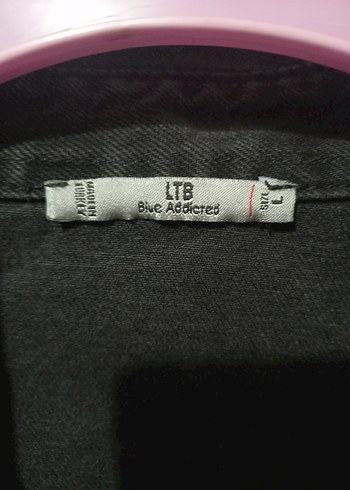 MADE IN
TURKEY
LTB
Blue Addicted
SIZE
L